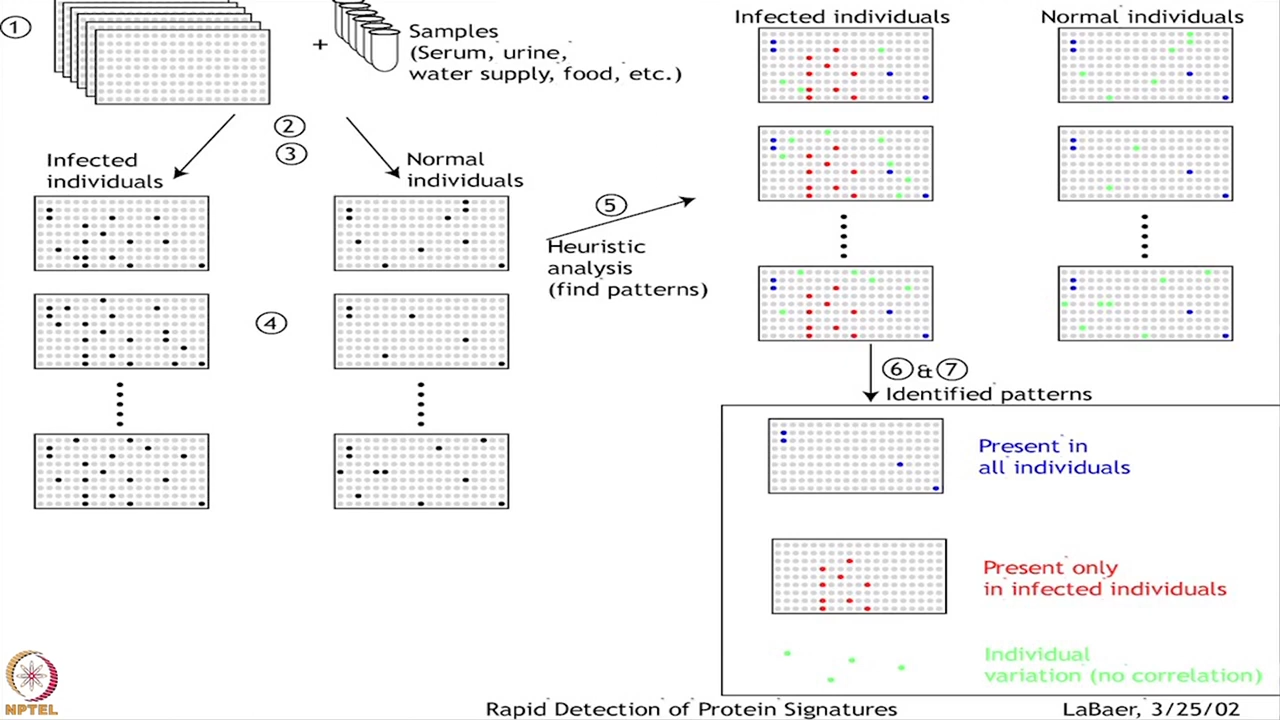 1
+
Samples
(Serum, urine,
water supply, food, etc.)
2
3
Infected
individuals
Normal
individuals
4
5
Heuristic
analysis
(find patterns)
Infected individuals
Normal individuals
6 & 7
Identified patterns
Present in
all individuals
Present only
in infected individuals
Individual
variation (no correlation)
NPTEL
Rapid Detection of Protein Signatures
LaBaer, 3/25/02